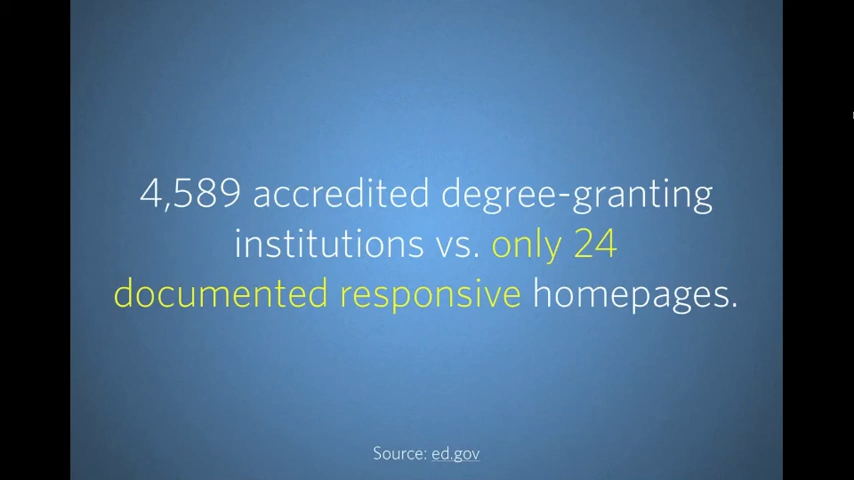 4,589 accredited degree-granting
institutions vs. only 24
documented responsive homepages.
Source: ed.gov